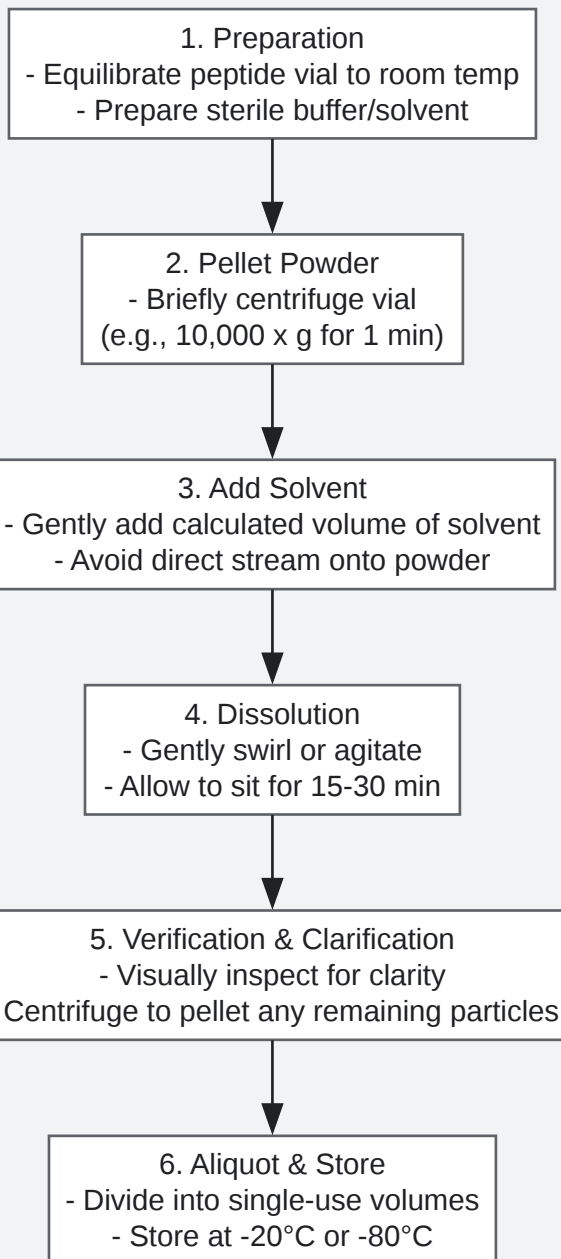 1. Preparation
- Equilibrate peptide vial to room temp
- Prepare sterile buffer/solvent
2. Pellet Powder
- Briefly centrifuge vial
(e.g., 10,000 x g for 1 min)
3. Add Solvent
- Gently add calculated volume of solvent
- Avoid direct stream onto powder
4. Dissolution
- Gently swirl or agitate
- Allow to sit for 15-30 min
5. Verification & Clarification
- Visually inspect for clarity
Centrifuge to pellet any remaining particles
6. Aliquot & Store
- Divide into single-use volumes
- Store at -20°C or -80°C